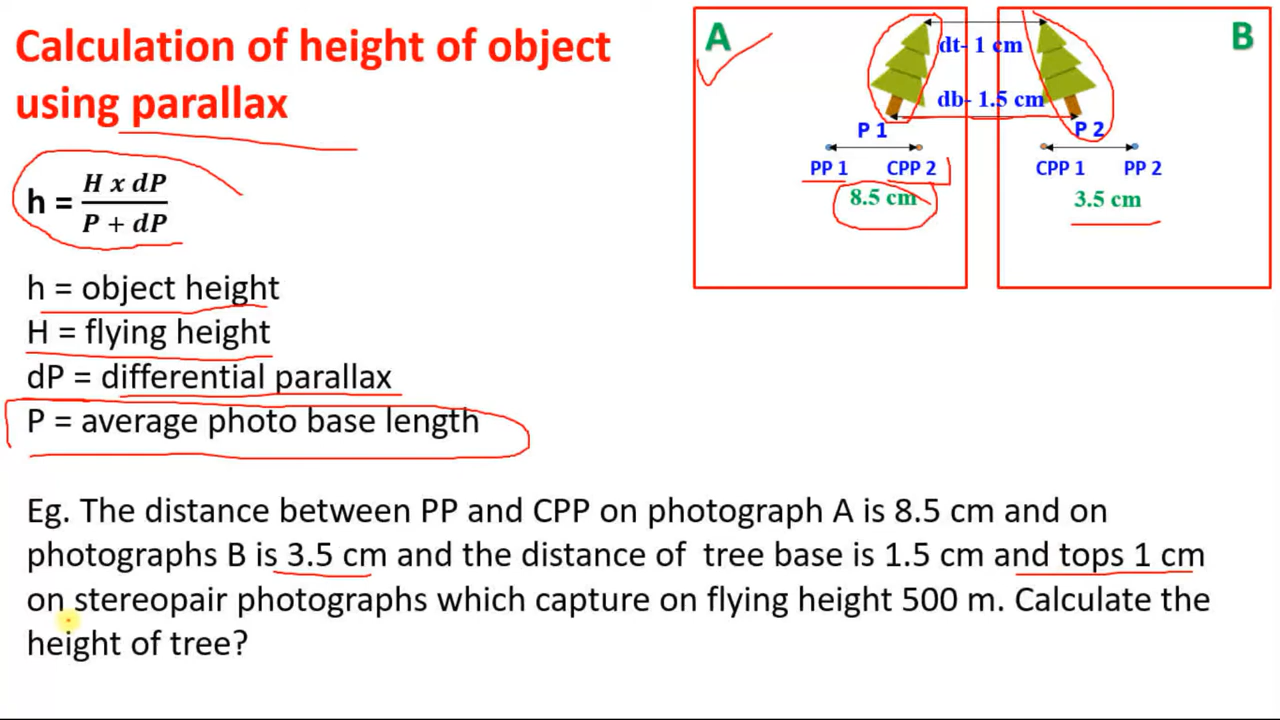 Calculation of height of object
using parallax
h = H x dP / P + dP
h = object height
H = flying height
dP = differential parallax
P = average photo base length
A
B
dt- 1 cm
db- 1.5 cm
P 1
P 2
PP 1 CPP 2
CPP 1 PP 2
8.5 cm
3.5 cm
Eg. The distance between PP and CPP on photograph A is 8.5 cm and on
photographs B is 3.5 cm and the distance of tree base is 1.5 cm and tops 1 cm
on stereopair photographs which capture on flying height 500 m. Calculate the
height of tree?